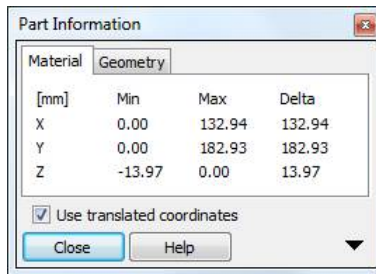 Part Information
Material Geometry
[mm] Min Max Delta
X 0.00 132.94 132.94
Y 0.00 182.93 182.93
Z -13.97 0.00 13.97
Use translated coordinates
Close Help